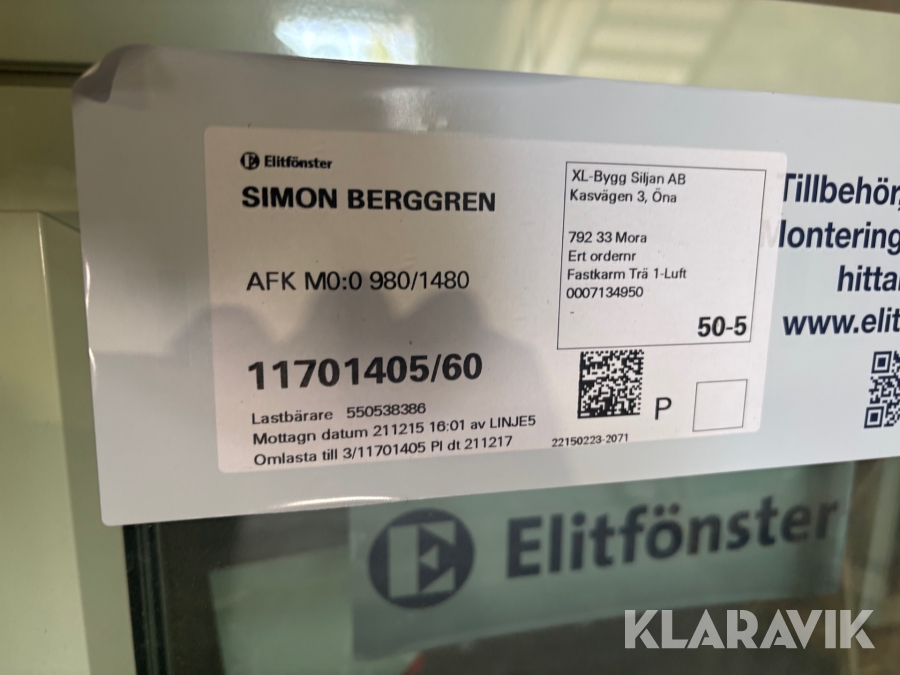 Elitfönster
SIMON BERGGREN
AFK M0:0 980/1480
11701405/60
Lastbärare 550538386
Mottagn datum 211215 16:01 av LINJE5
Omlasta till 3/11701405 Pl dt 211217
XL-Bygg Siljan AB
Kasvägen 3, Öna
792 33 Mora
Ert ordernr
Fastkarm Trä 1-Luft
0007134950
-
50-5
P
22150223-2071
Tillbehör,
Montering
hitta
www.elit
Elitfönster
KLARAVIK